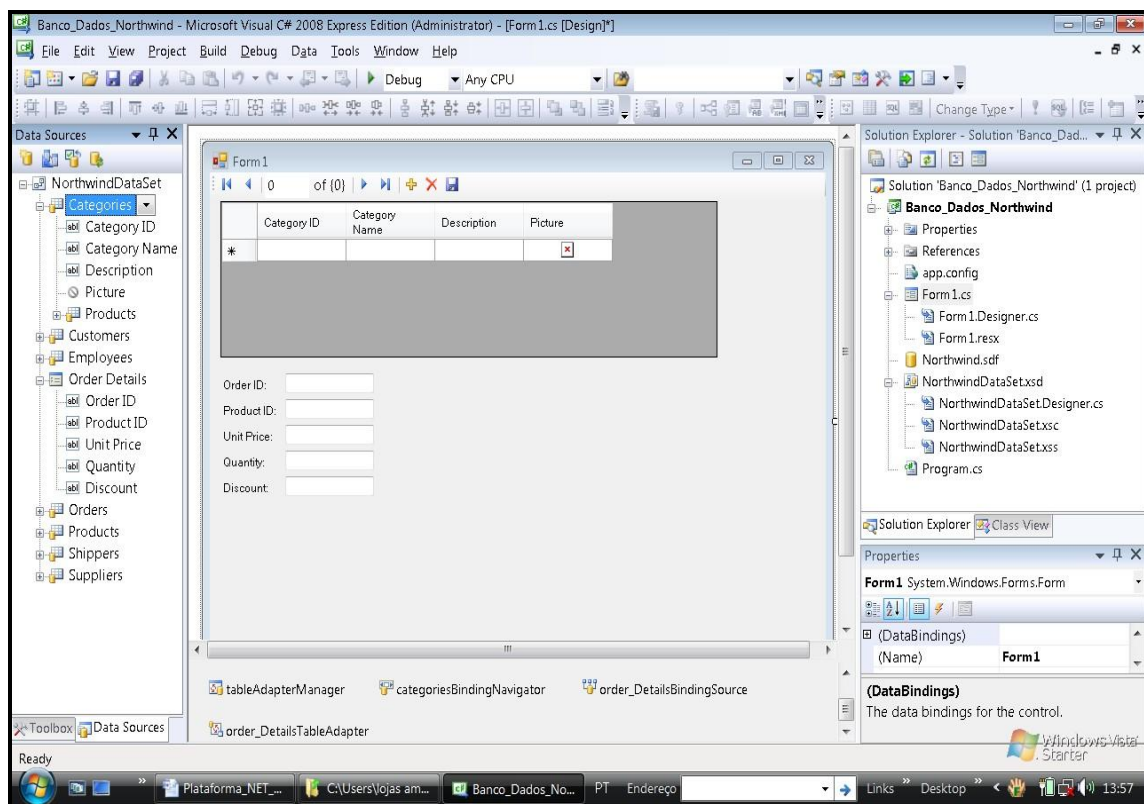 Banco_Dados_Northwind - Microsoft Visual C# 2008 Express Edition (Administrator) - [Form1.cs [Design]*]
File Edit View Project Build Debug Data Tools Window Help
Debug Any CPU
Change Type
Data Sources
NorthwindDataSet
Categories
Category ID
Category Name
Description
Picture
Products
Customers
Employees
Order Details
Order ID
Product ID
Unit Price
Quantity
Discount
Orders
Products
Shippers
Suppliers
Toolbox Data Sources
Form1
0 of {0}
Category ID Category Name Description Picture
Order ID:
Product ID:
Unit Price:
Quantity:
Discount:
tableAdapterManager categoriesBindingNavigator order_DetailsBindingSource
order_DetailsTableAdapter
Solution Explorer - Solution 'Banco_Dad...
Solution 'Banco_Dados_Northwind' (1 project)
Banco_Dados_Northwind
Properties
References
app.config
Form1.cs
Form1.Designer.cs
Form1.resx
Northwind.sdf
NorthwindDataSet.xsd
NorthwindDataSet.Designer.cs
NorthwindDataSet.xsc
NorthwindDataSet.xss
Program.cs
Solution Explorer Class View
Properties
Form1 System.Windows.Forms.Form
(DataBindings)
(Name) Form1
(DataBindings)
The data bindings for the control.
Windows Vista
Starter
Ready
Plataforma_NET_... C:\Users\lojas am... Banco_Dados_No... PT Endereço Links Desktop 13:57